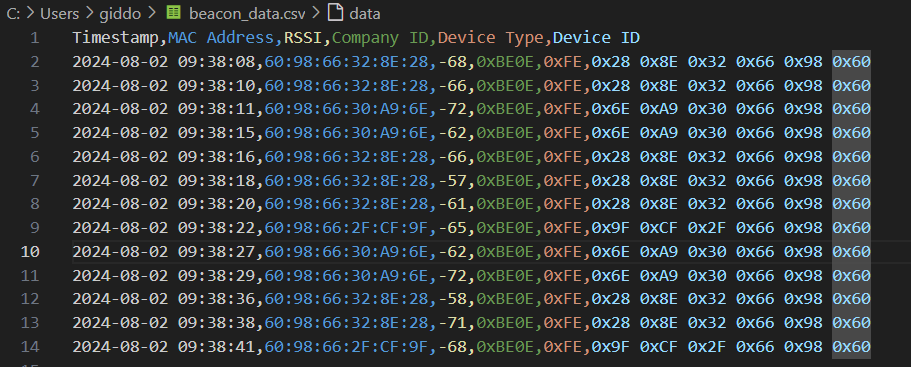 C: > Users > giddo > beacon_data.csv > data
1 Timestamp,MAC Address,RSSI,Company ID,Device Type,Device ID
2 2024-08-02 09:38:08,60:98:66:32:8E:28,-68,0xBE0E,0xFE,0x28 0x8E 0x32 0x66 0x98 0x60
3 2024-08-02 09:38:10,60:98:66:32:8E:28,-66,0xBE0E,0xFE,0x28 0x8E 0x32 0x66 0x98 0x60
4 2024-08-02 09:38:11,60:98:66:30:A9:6E,-72,0xBE0E,0xFE,0x6E 0xA9 0x30 0x66 0x98 0x60
5 2024-08-02 09:38:15,60:98:66:30:A9:6E,-62,0xBE0E,0xFE,0x6E 0xA9 0x30 0x66 0x98 0x60
6 2024-08-02 09:38:16,60:98:66:32:8E:28,-66,0xBE0E,0xFE,0x28 0x8E 0x32 0x66 0x98 0x60
7 2024-08-02 09:38:18,60:98:66:32:8E:28,-57,0xBE0E,0xFE,0x28 0x8E 0x32 0x66 0x98 0x60
8 2024-08-02 09:38:20,60:98:66:32:8E:28,-61,0xBE0E,0xFE,0x28 0x8E 0x32 0x66 0x98 0x60
9 2024-08-02 09:38:22,60:98:66:2F:CF:9F,-65,0xBE0E,0xFE,0x9F 0xCF 0x2F 0x66 0x98 0x60
10 2024-08-02 09:38:27,60:98:66:30:A9:6E,-62,0xBE0E,0xFE,0x6E 0xA9 0x30 0x66 0x98 0x60
11 2024-08-02 09:38:29,60:98:66:30:A9:6E,-72,0xBE0E,0xFE,0x6E 0xA9 0x30 0x66 0x98 0x60
12 2024-08-02 09:38:36,60:98:66:32:8E:28,-58,0xBE0E,0xFE,0x28 0x8E 0x32 0x66 0x98 0x60
13 2024-08-02 09:38:38,60:98:66:32:8E:28,-71,0xBE0E,0xFE,0x28 0x8E 0x32 0x66 0x98 0x60
14 2024-08-02 09:38:41,60:98:66:2F:CF:9F,-68,0xBE0E,0xFE,0x9F 0xCF 0x2F 0x66 0x98 0x60